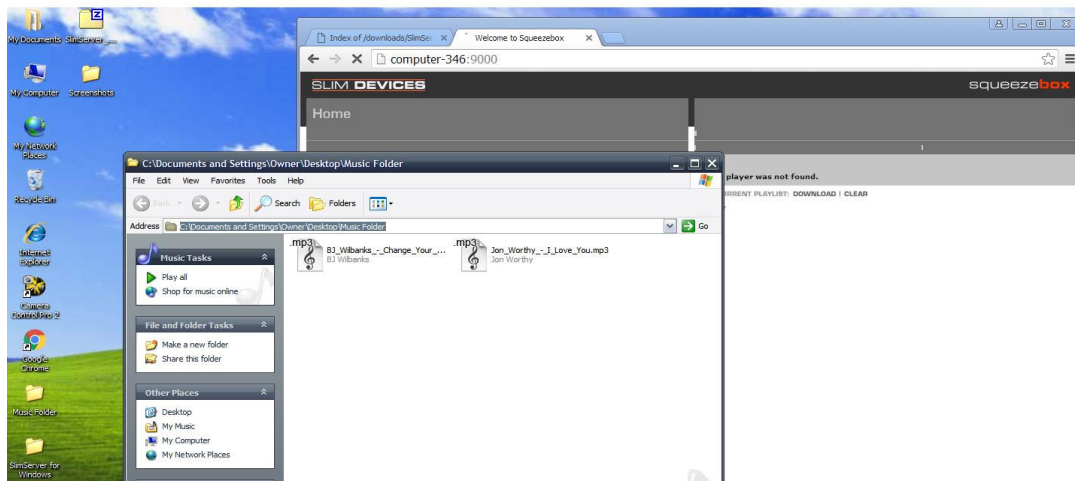 My Documents
SlimServer_...
My Computer
Screenshots
My Network
Places
Recycle Bin
Internet
Explorer
Camera
Control Pro 2
Google
Chrome
Music Folder
SlimServer for
Windows
Index of /downloads/SlimSer
Welcome to Squeezebox
computer-346:9000
SLIM DEVICES
squeezebox
Home
player was not found.
RRENT PLAYLIST: DOWNLOAD | CLEAR
C:\Documents and Settings\Owner\Desktop\Music Folder
File Edit View Favorites Tools Help
Back
Search
Folders
Address C:\Documents and Settings\Owner\Desktop\Music Folder
Go
Music Tasks
Play all
Shop for music online
File and Folder Tasks
Make a new folder
Share this folder
Other Places
Desktop
My Music
My Computer
My Network Places
.mp3
BJ_Wilbanks_-_Change_Your_...
BJ Wilbanks
.mp3
Jon_Worthy_-_I_Love_You.mp3
Jon Worthy